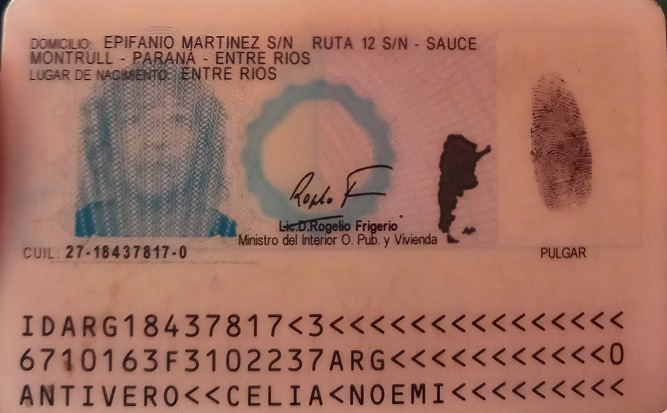 DOMICILIO: EPIFANIO MARTINEZ S/N RUTA 12 S/N - SAUCE
MONTRULL - PARANÁ - ENTRE RIOS
LUGAR DE NACIMIENTO: ENTRE RIOS
Lic.D.Rogelio Frigerio
Ministro del Interior O. Pub. y Vivienda
CUIL: 27-18437817-0
PULGAR
IDARG18437817<3<<<<<<<<<<<<<<<
6710163F3102237ARG<<<<<<<<<<<0
ANTIVERO<<CELIA<NOEMI<<<<<<<<<